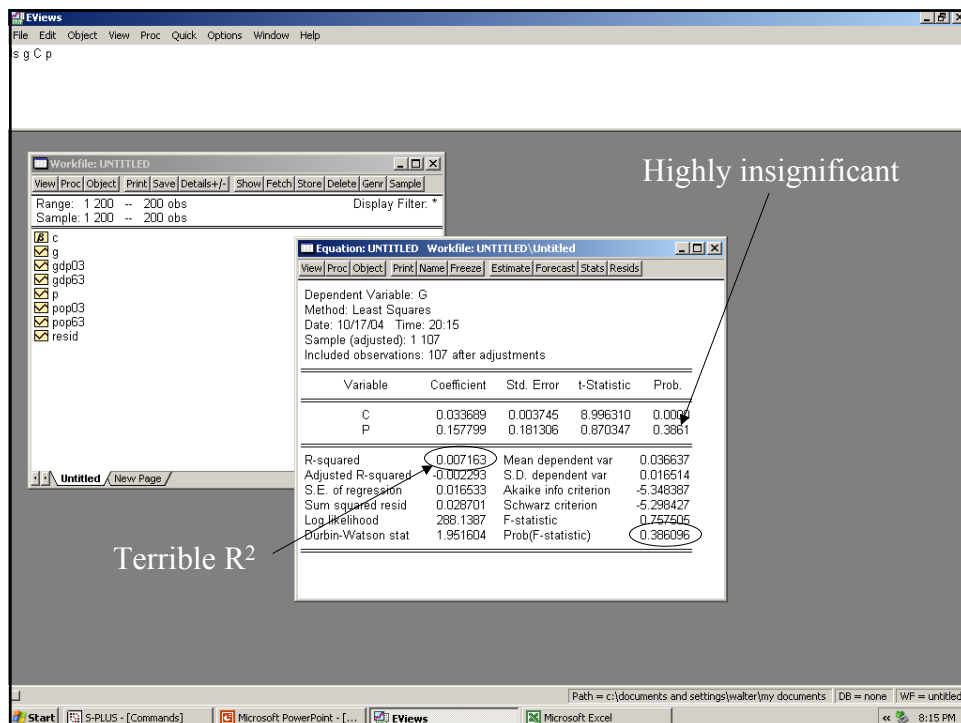 EViews
File Edit Object View Proc Quick Options Window Help
ls g C p
Workfile: UNTITLED
View Proc Object Print Save Details+/- Show Fetch Store Delete Genr Sample
Range: 1 200 -- 200 obs Display Filter: *
Sample: 1 200 -- 200 obs
c
g
gdp03
gdp63
p
pop03
pop63
resid
Untitled New Page
Highly insignificant
Equation: UNTITLED Workfile: UNTITLED\Untitled
View Proc Object Print Name Freeze Estimate Forecast Stats Resids
Dependent Variable: G
Method: Least Squares
Date: 10/17/04 Time: 20:15
Sample (adjusted): 1 107
Included observations: 107 after adjustments
Variable Coefficient Std. Error t-Statistic Prob.
C 0.033689 0.003745 8.996310 0.0000
P 0.157799 0.181306 0.870347 0.3861
R-squared 0.007163 Mean dependent var 0.036637
Adjusted R-squared -0.002293 S.D. dependent var 0.016514
S.E. of regression 0.016533 Akaike info criterion -5.348387
Sum squared resid 0.028701 Schwarz criterion -5.298427
Log likelihood 288.1387 F-statistic 0.757505
Durbin-Watson stat 1.951604 Prob(F-statistic) 0.386096
Terrible R²
Path = c:\documents and settings\walter\my documents DB = none WF = untitled
Start S-PLUS - [Commands] Microsoft PowerPoint - [... EViews Microsoft Excel « 8:15 PM